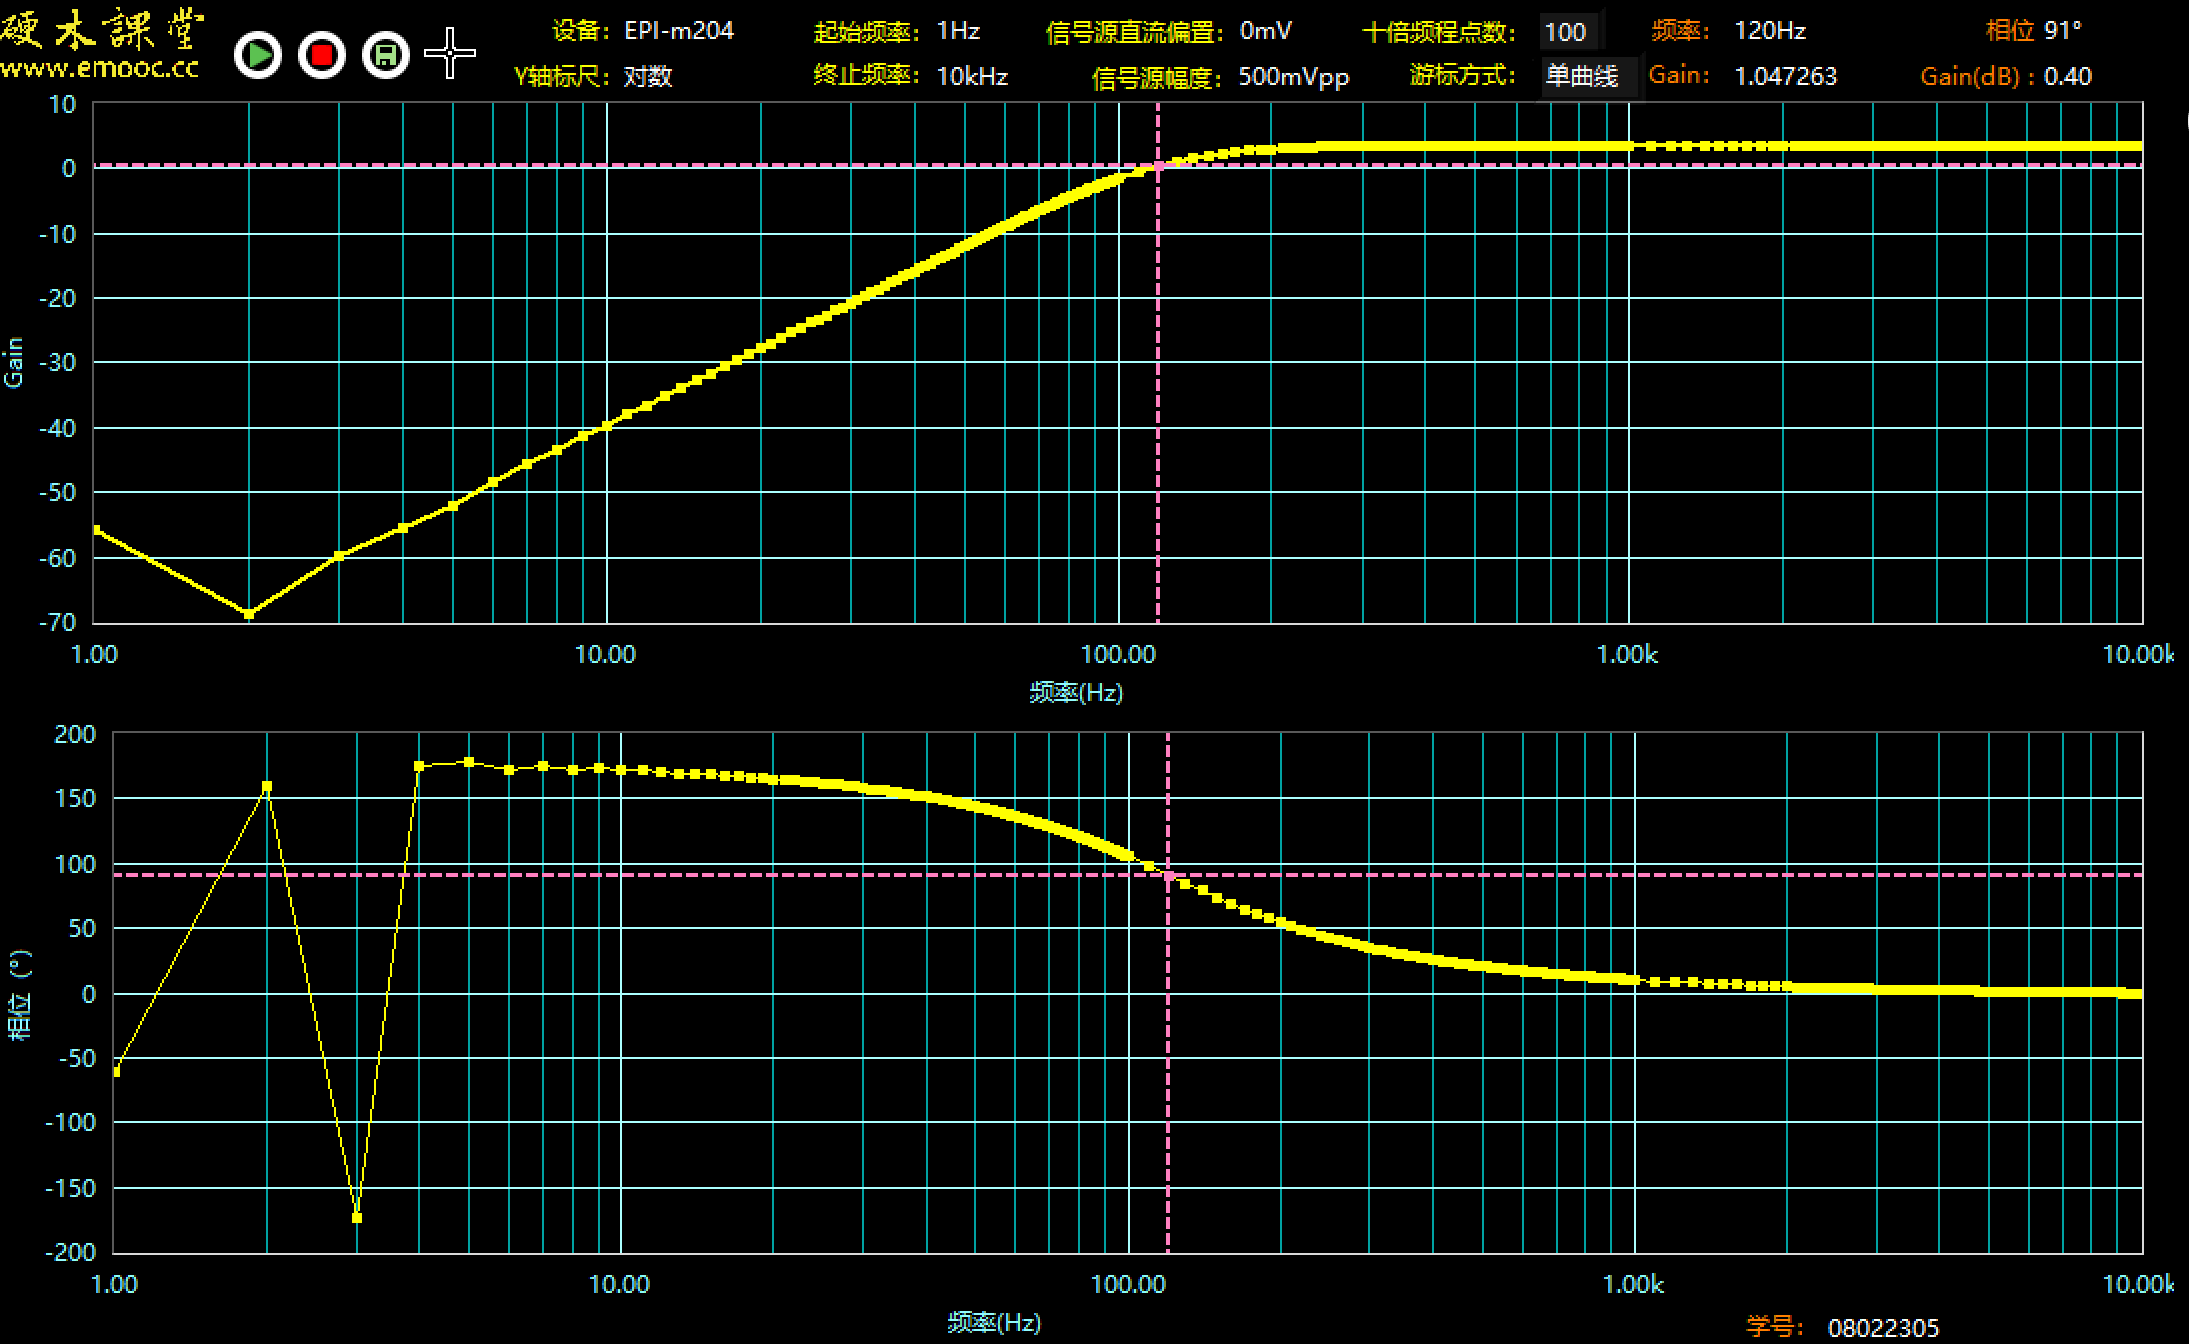 硬木課堂
www.emooc.cc
设备： EPI-m204
起始频率： 1Hz
信号源直流偏置： 0mV
十倍频程点数： 100
频率： 120Hz
相位 91°
Y轴标尺： 对数
终止频率： 10kHz
信号源幅度： 500mVpp
游标方式： 单曲线
Gain: 1.047263
Gain(dB) : 0.40
10
0
-10
-20
-30
-40
-50
-60
-70
Gain
1.00 10.00 100.00 1.00k 10.00k
频率(Hz)
200
150
100
50
0
-50
-100
-150
-200
相位 (°)
1.00 10.00 100.00 1.00k 10.00k
频率(Hz)
学号： 08022305